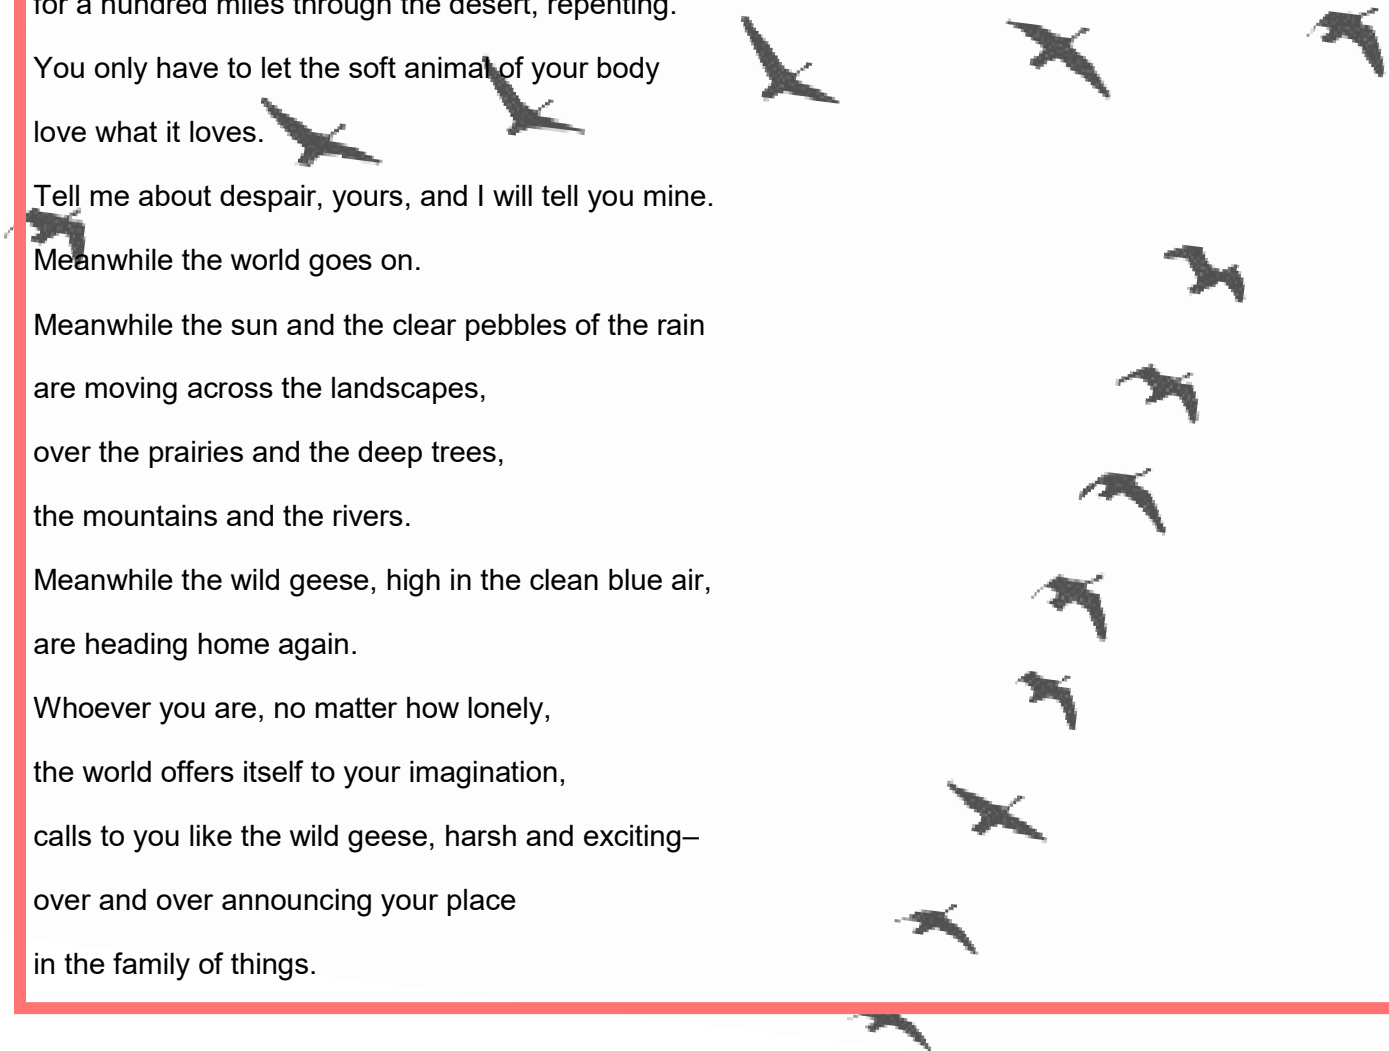 for a hundred miles through the desert, repenting.
You only have to let the soft animal of your body
love what it loves.
Tell me about despair, yours, and I will tell you mine.
Meanwhile the world goes on.
Meanwhile the sun and the clear pebbles of the rain
are moving across the landscapes,
over the prairies and the deep trees,
the mountains and the rivers.
Meanwhile the wild geese, high in the clean blue air,
are heading home again.
Whoever you are, no matter how lonely,
the world offers itself to your imagination,
calls to you like the wild geese, harsh and exciting–
over and over announcing your place
in the family of things.